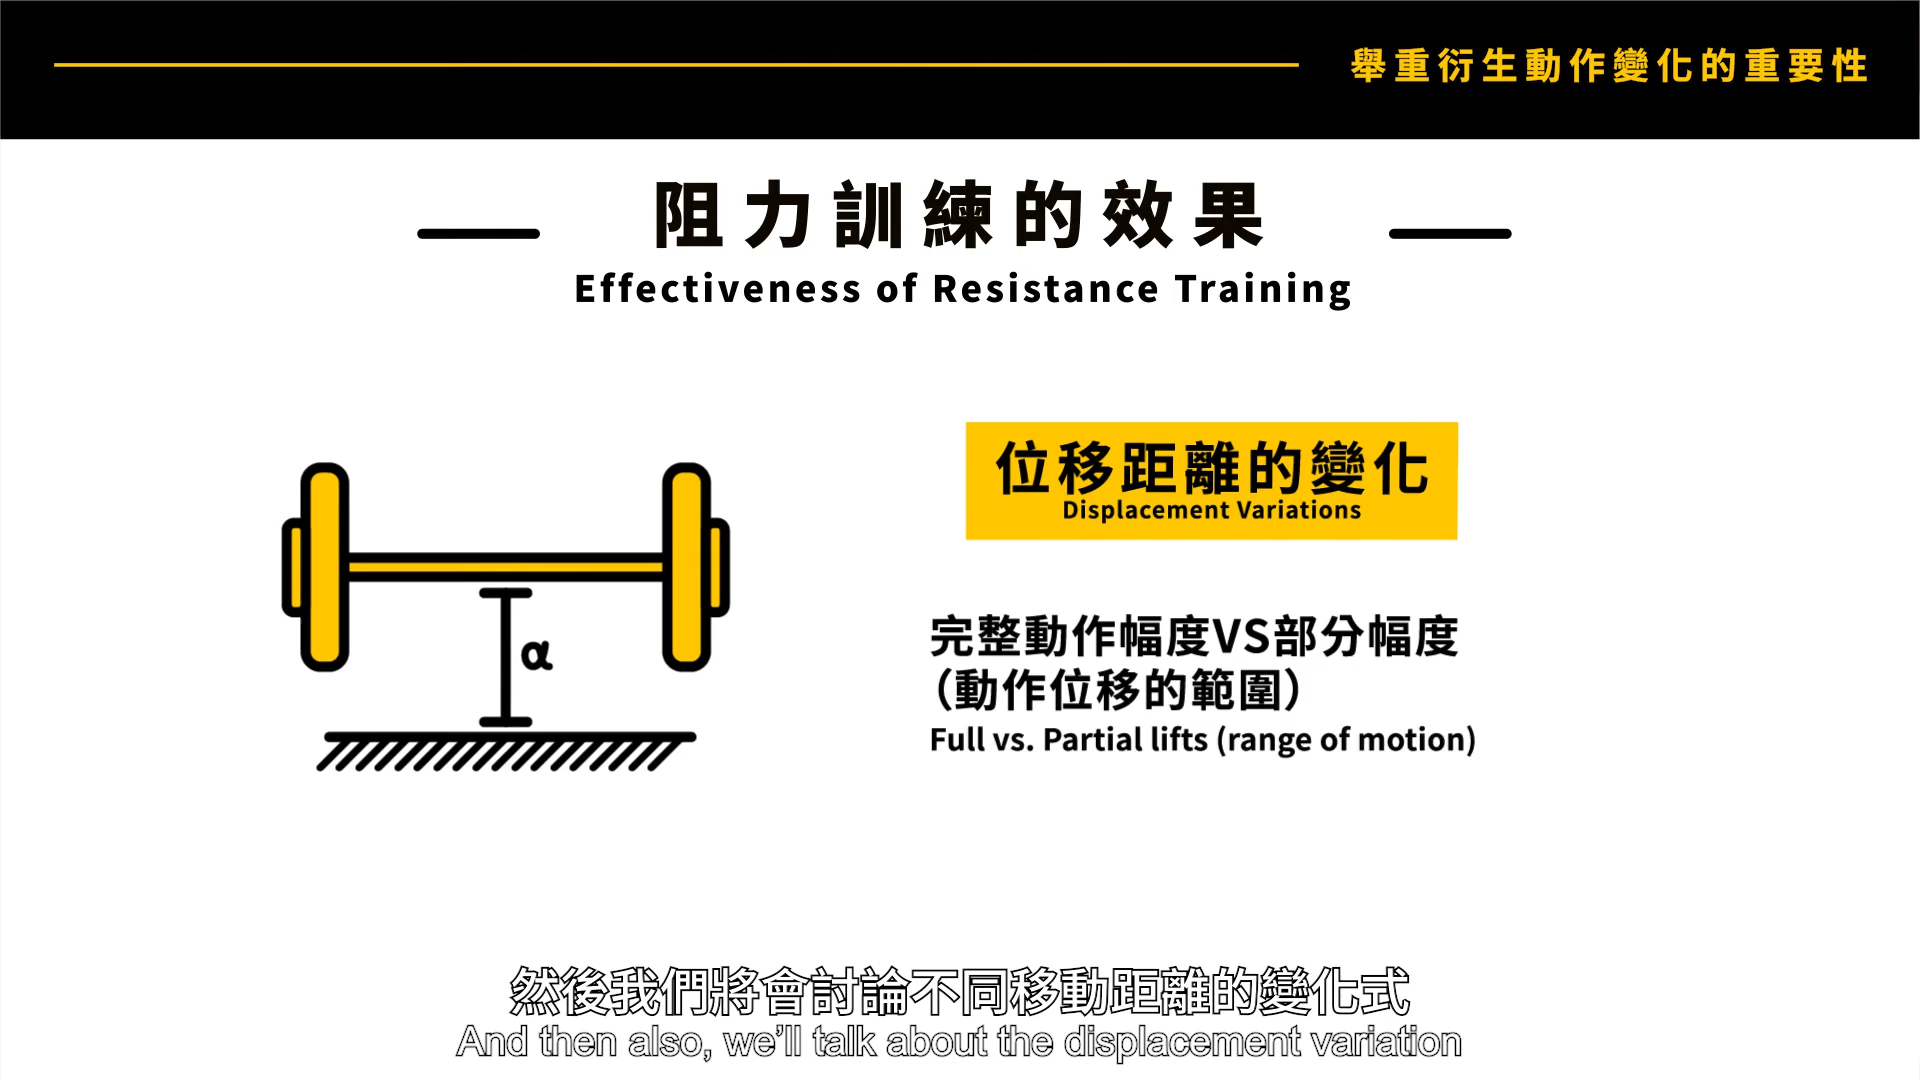 舉重衍生動作變化的重要性
阻力訓練的效果
Effectiveness of Resistance Training
位移距離的變化
Displacement Variations
α
完整動作幅度VS部分幅度
（動作位移的範圍）
Full vs. Partial lifts (range of motion)
然後我們將會討論不同移動距離的變化式
And then also, we'll talk about the displacement variation